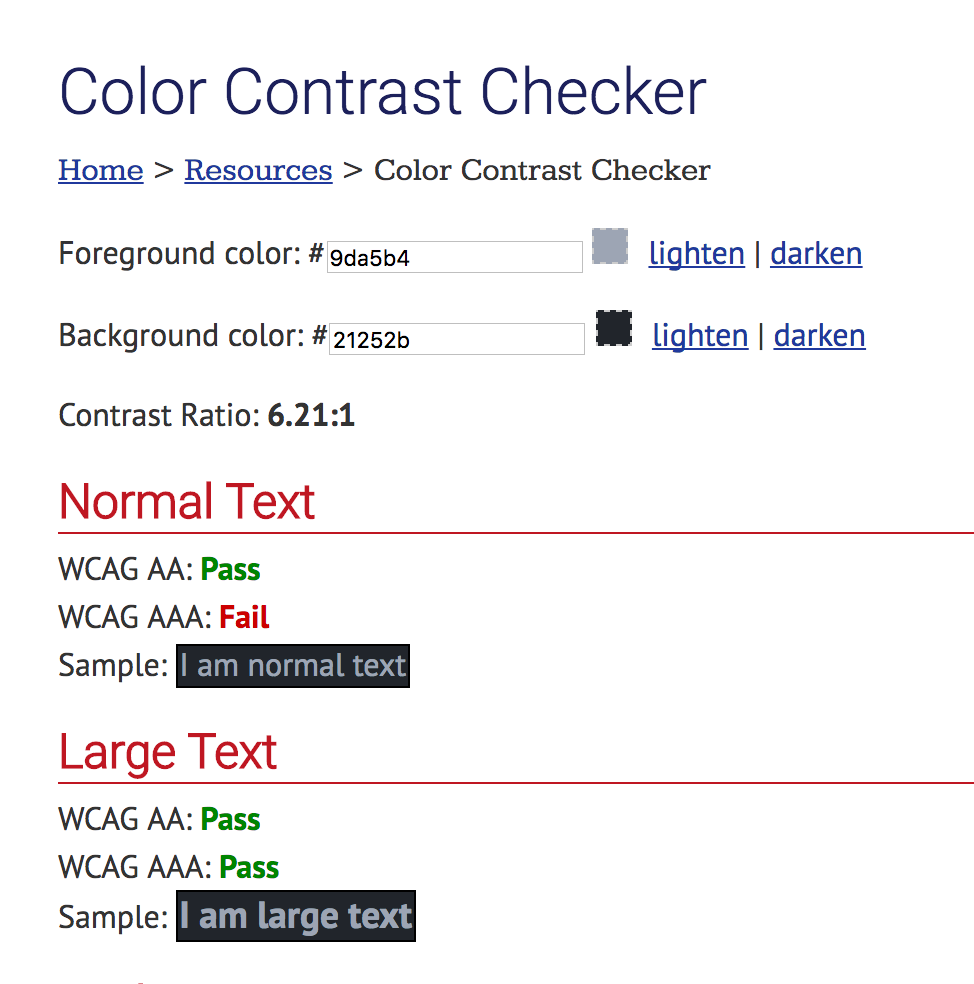 Color Contrast Checker
Home > Resources > Color Contrast Checker
Foreground color: #9da5b4 lighten | darken
Background color: #21252b lighten | darken
Contrast Ratio: 6.21:1
Normal Text
WCAG AA: Pass
WCAG AAA: Fail
Sample: I am normal text
Large Text
WCAG AA: Pass
WCAG AAA: Pass
Sample: I am large text